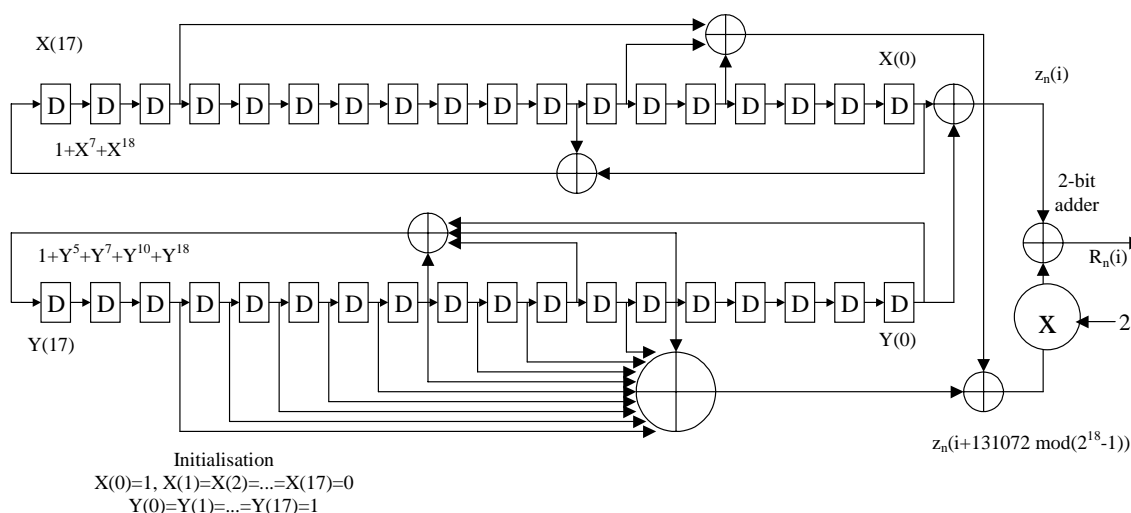 X(17)
X(0)
z_n(i)
D D D D D D D D D D D D D D D D D D
1+X^7+X^18
2-bit
adder
R_n(i)
1+Y^5+Y^7+Y^10+Y^18
D D D D D D D D D D D D D D D D D D
Y(17)
Y(0)
X
2
z_n(i+131072 mod(2^18-1))
Initialisation
X(0)=1, X(1)=X(2)=...=X(17)=0
Y(0)=Y(1)=...=Y(17)=1